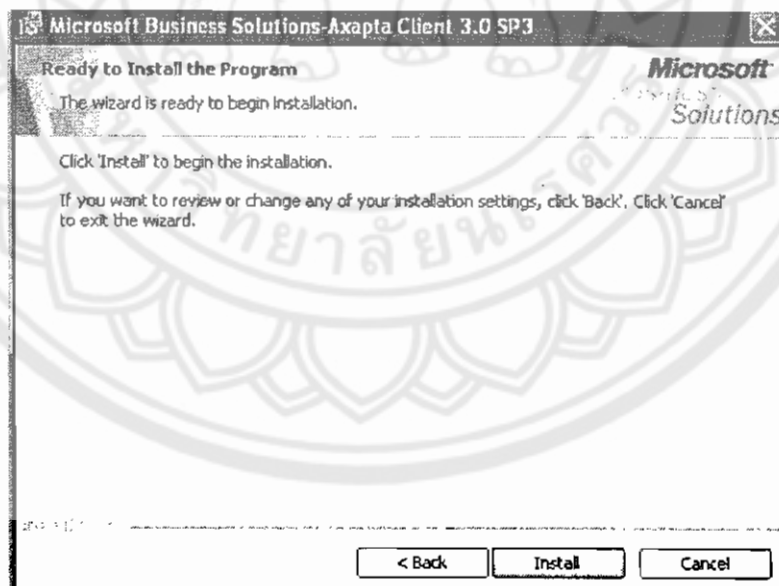 Microsoft Business Solutions-Axapta Client 3.0 SP3
Ready to Install the Program
The wizard is ready to begin installation.
Microsoft
Solutions
Click 'Install' to begin the installation.
If you want to review or change any of your installation settings, click 'Back'. Click 'Cancel'
to exit the wizard.
< Back
Install
Cancel